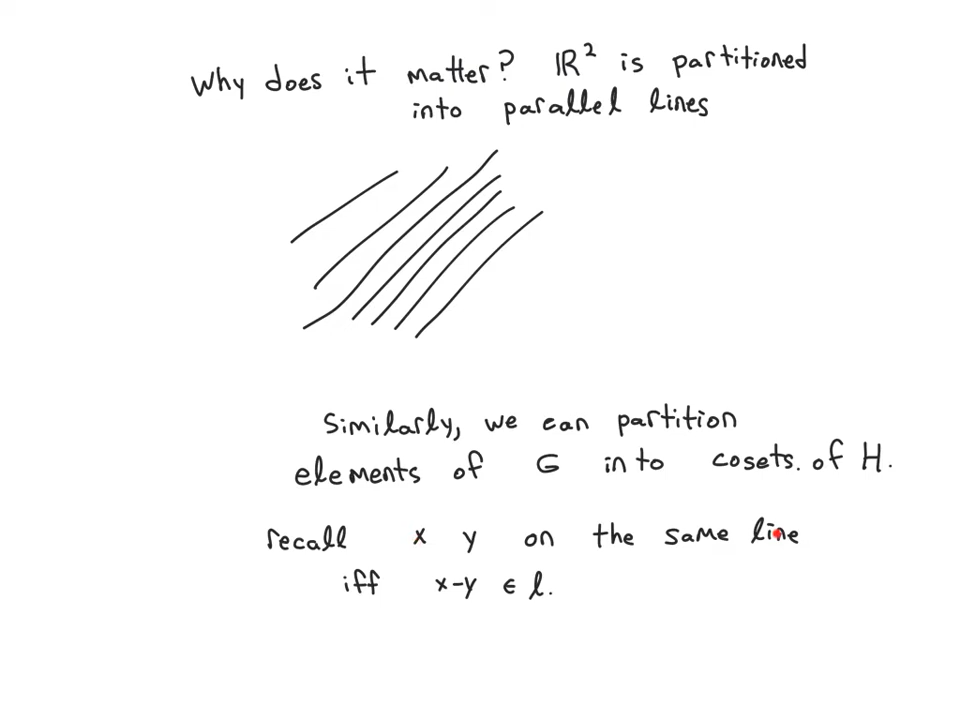 Why does it matter? ℝ² is partitioned
into parallel lines
Similarly, we can partition
elements of G into cosets. of H.
recall x y on the same line
iff x-y ∈ l.